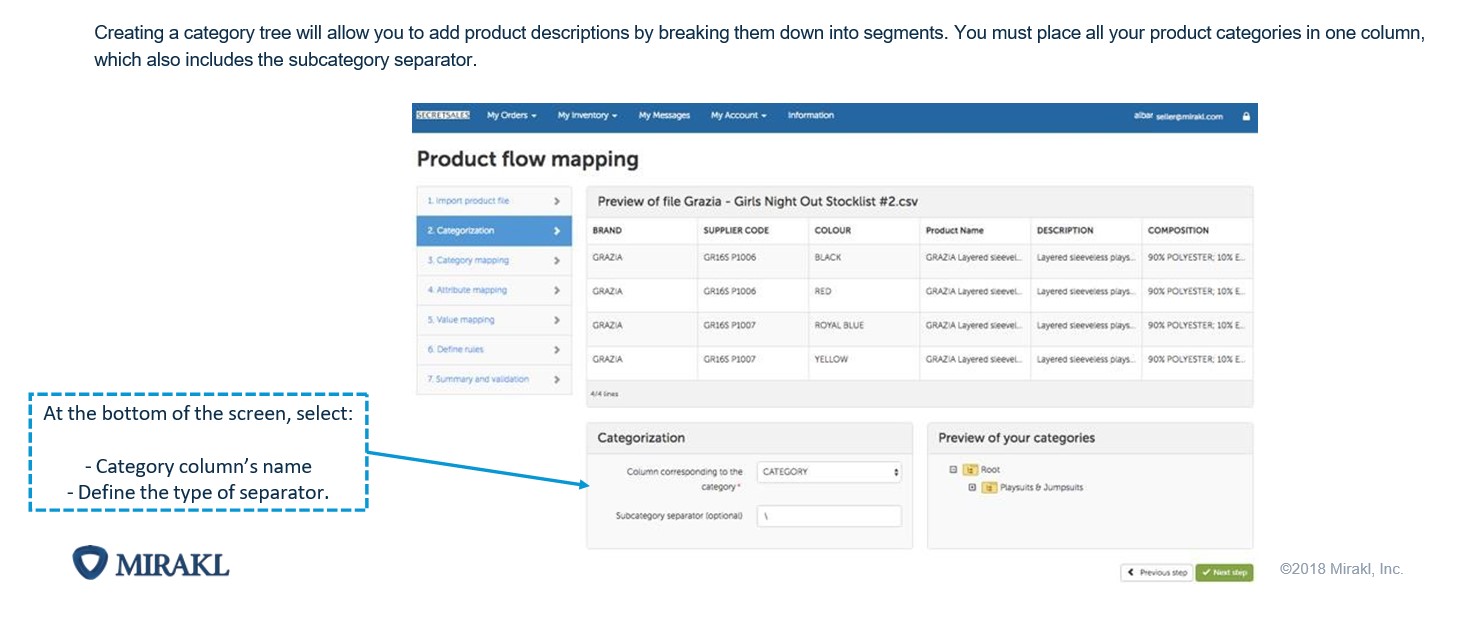 Creating a category tree will allow you to add product descriptions by breaking them down into segments. You must place all your product categories in one column,
which also includes the subcategory separator.
SECRETSALES My Orders My Inventory My Messages My Account Information albar seller@mirakl.com
Product flow mapping
1. Import product file
2. Categorization
3. Category mapping
4. Attribute mapping
5. Value mapping
6. Define rules
7. Summary and validation
Preview of file Grazia - Girls Night Out Stocklist #2.csv
BRAND SUPPLIER CODE COLOUR Product Name DESCRIPTION COMPOSITION
GRAZIA GR16S P1006 BLACK GRAZIA Layered sleevel... Layered sleeveless plays... 90% POLYESTER; 10% E...
GRAZIA GR16S P1006 RED GRAZIA Layered sleevel... Layered sleeveless plays... 90% POLYESTER; 10% E...
GRAZIA GR16S P1007 ROYAL BLUE GRAZIA Layered sleevel... Layered sleeveless plays... 90% POLYESTER; 10% E...
GRAZIA GR16S P1007 YELLOW GRAZIA Layered sleevel... Layered sleeveless plays... 90% POLYESTER; 10% E...
4/4 lines
At the bottom of the screen, select:
- Category column's name
- Define the type of separator.
Categorization
Column corresponding to the
category* CATEGORY
Subcategory separator (optional) \
Preview of your categories
Root
Playsuits & Jumpsuits
Previous step Next step
MIRAKL
©2018 Mirakl, Inc.